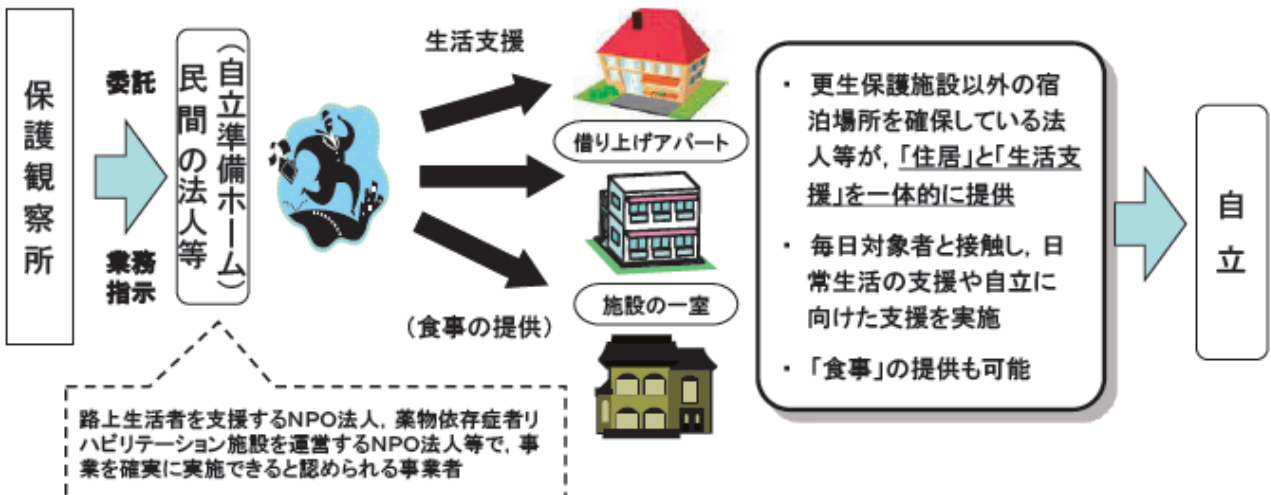 保護観察所
委託
業務
指示
民間の法人等
(自立準備ホーム)
生活支援
(食事の提供)
借り上げアパート
施設の一室
・ 更生保護施設以外の宿
泊場所を確保している法
人等が,「住居」と「生活支
援」を一体的に提供
・ 毎日対象者と接触し, 日
常生活の支援や自立に
向けた支援を実施
・ 「食事」の提供も可能
自立
路上生活者を支援するNPO法人, 薬物依存症者リ
ハビリテーション施設を運営するNPO法人等で, 事
業を確実に実施できると認められる事業者